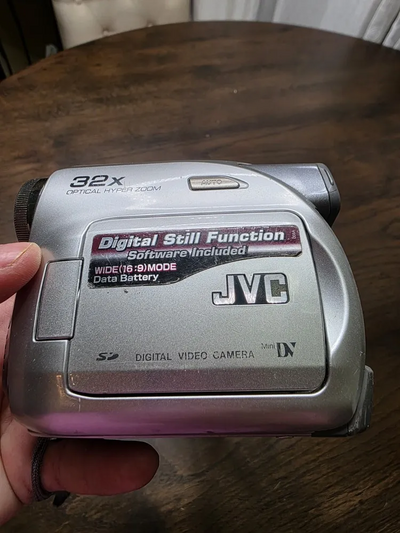 32x
OPTICAL HYPER ZOOM
AUTO
Digital Still Function
Software Included
WIDE(16:9)MODE
Data Battery
JVC
SD DIGITAL VIDEO CAMERA Mini DV